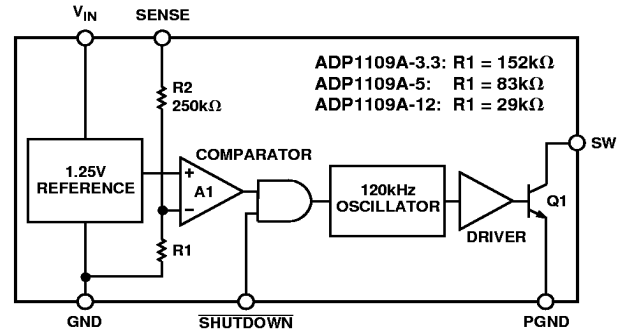 VIN
SENSE
ADP1109A-3.3: R1 = 152kΩ
ADP1109A-5: R1 = 83kΩ
ADP1109A-12: R1 = 29kΩ
R2
250kΩ
COMPARATOR
SW
1.25V
REFERENCE
+
A1
−
120kHz
OSCILLATOR
Q1
DRIVER
R1
GND
SHUTDOWN
PGND